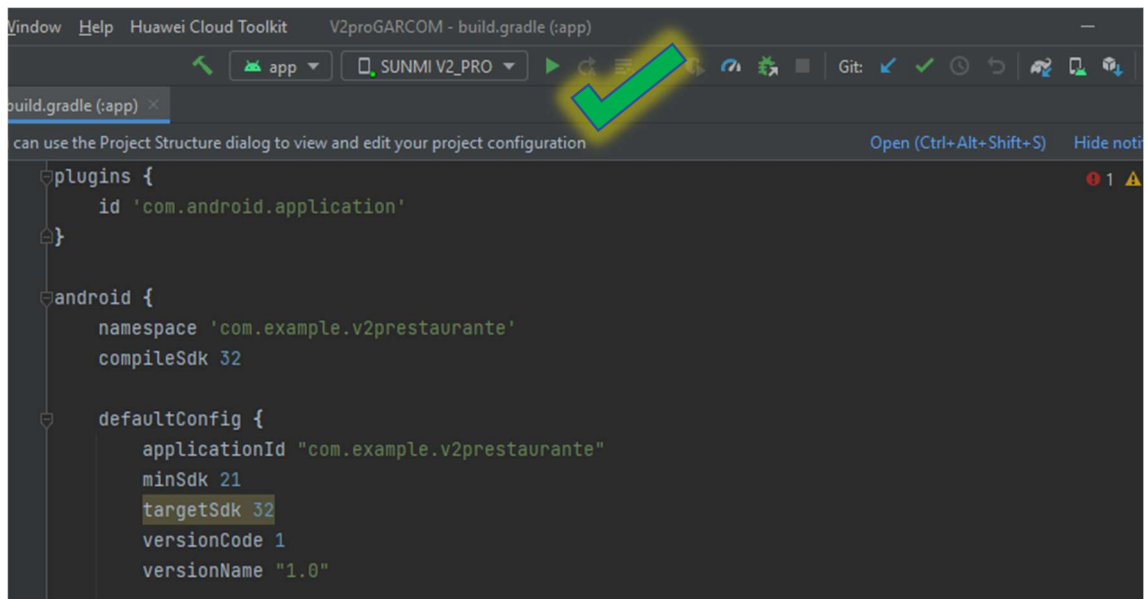 Window Help Huawei Cloud Toolkit V2proGARCOM - build.gradle (:app)
app SUNMI V2_PRO Git:
build.gradle (:app)
can use the Project Structure dialog to view and edit your project configuration Open (Ctrl+Alt+Shift+S) Hide noti
plugins { 1
id 'com.android.application'
}
android {
namespace 'com.example.v2prestaurante'
compileSdk 32
defaultConfig {
applicationId "com.example.v2prestaurante"
minSdk 21
targetSdk 32
versionCode 1
versionName "1.0"